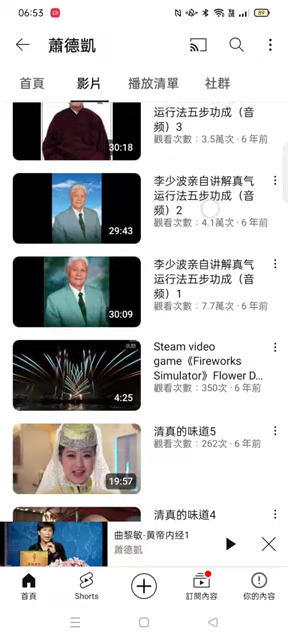 06:53
89
蕭德凱
首頁
影片
播放清單
社群
运行法五步功成（音
频）3
觀看次數：3.5萬次 · 6 年前
30:18
李少波亲自讲解真气
运行法五步功成（音
频）2
觀看次數：4.1萬次 · 6 年前
29:43
李少波亲自讲解真气
运行法五步功成（音
频）1
觀看次數：7.7萬次 · 6 年前
30:09
Steam video
game《Fireworks
Simulator》Flower D...
觀看次數：350次 · 6 年前
4:25
清真的味道5
觀看次數：262次 · 6 年前
19:57
清真的味道4
曲黎敏-黄帝内经1
蕭德凱
首頁
Shorts
訂閱內容
你的內容